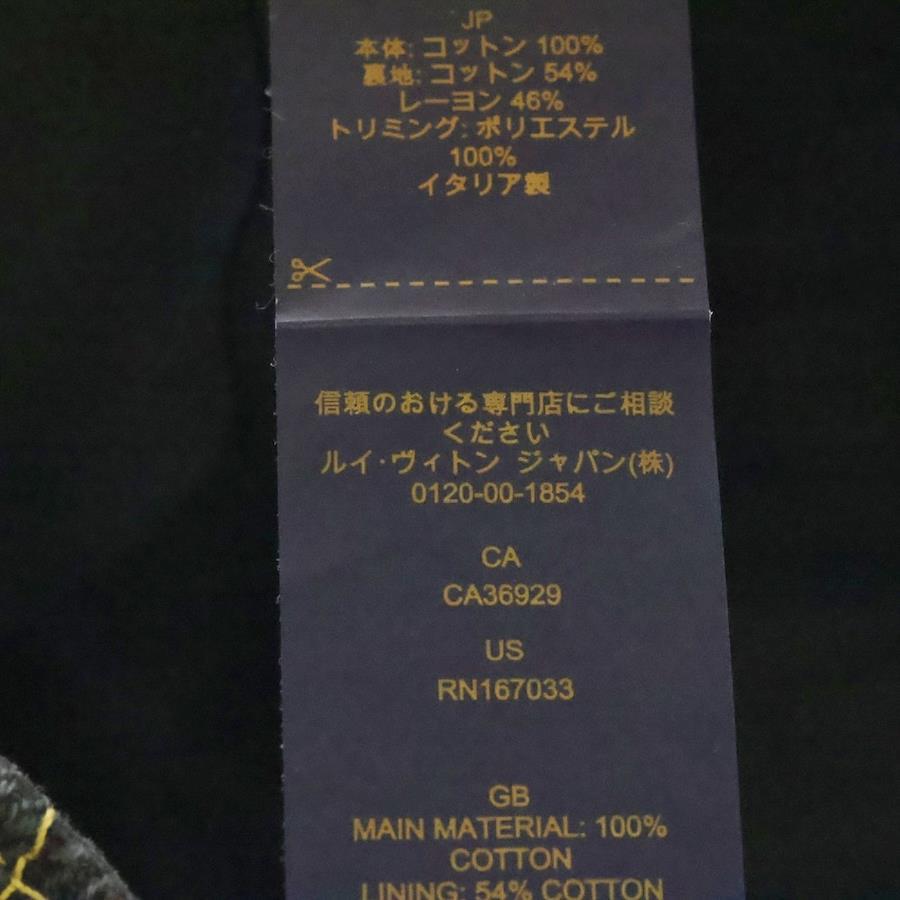 JP
本体: コットン 100%
裏地: コットン 54%
レーヨン 46%
トリミング: ポリエステル
100%
イタリア製
信頼のおける専門店にご相談
ください
ルイ・ヴィトン ジャパン(株)
0120-00-1854
CA
CA36929
US
RN167033
GB
MAIN MATERIAL: 100%
COTTON
LINING: 54% COTTON